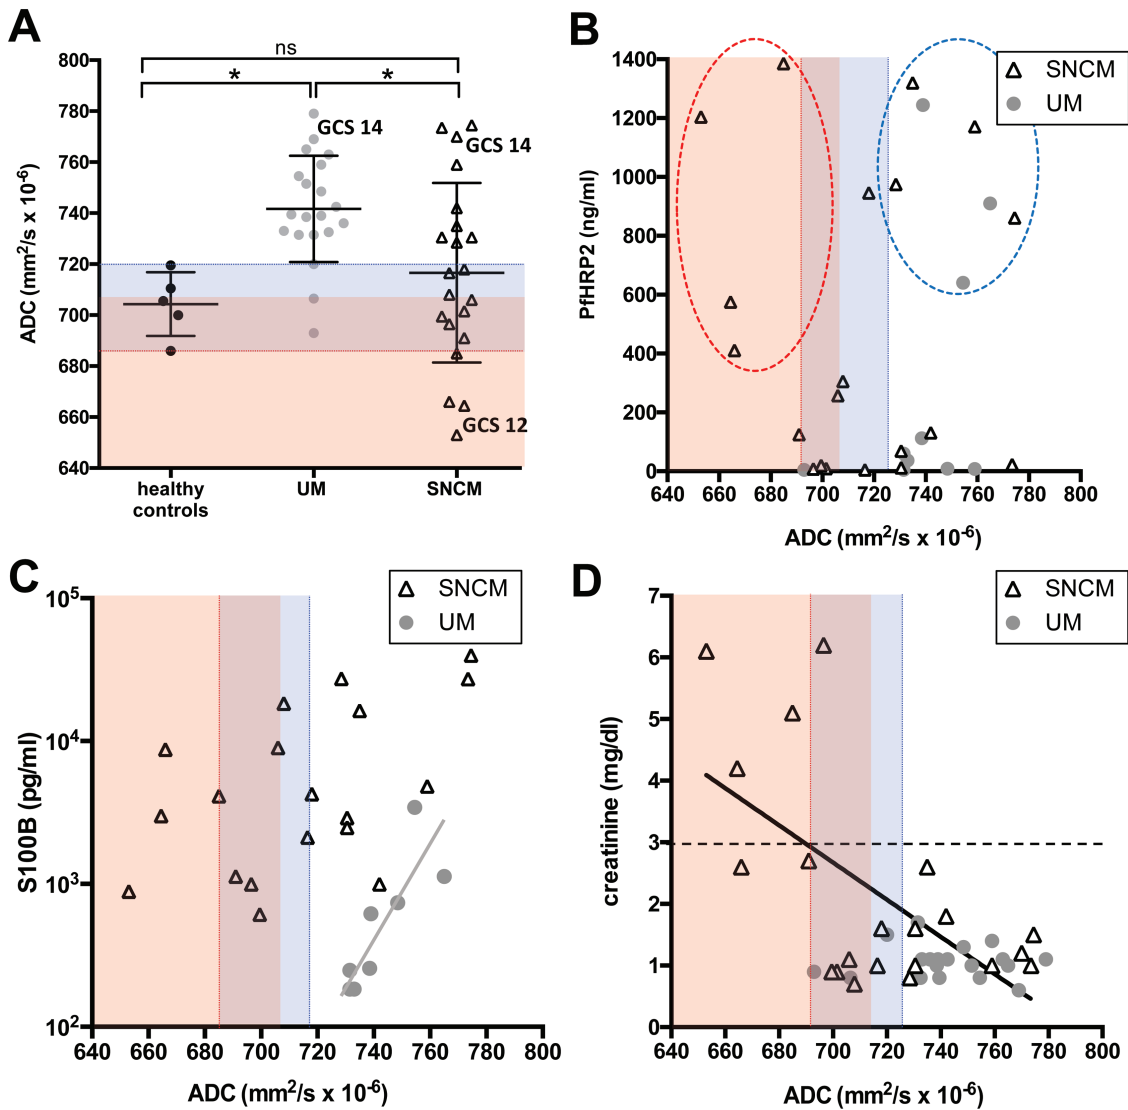 A
ns
*
*
ADC (mm²/s x 10⁻⁶)
800
780
760
740
720
700
680
660
640
GCS 14
GCS 14
GCS 12
healthy
controls
UM
SNCM
B
SNCM
UM
PfHRP2 (ng/ml)
1400
1200
1000
800
600
400
200
0
640 660 680 700 720 740 760 780 800
ADC (mm²/s x 10⁻⁶)
C
SNCM
UM
S100B (pg/ml)
10⁵
10⁴
10³
10²
640 660 680 700 720 740 760 780 800
ADC (mm²/s x 10⁻⁶)
D
SNCM
UM
creatinine (mg/dl)
7
6
5
4
3
2
1
0
640 660 680 700 720 740 760 780 800
ADC (mm²/s x 10⁻⁶)